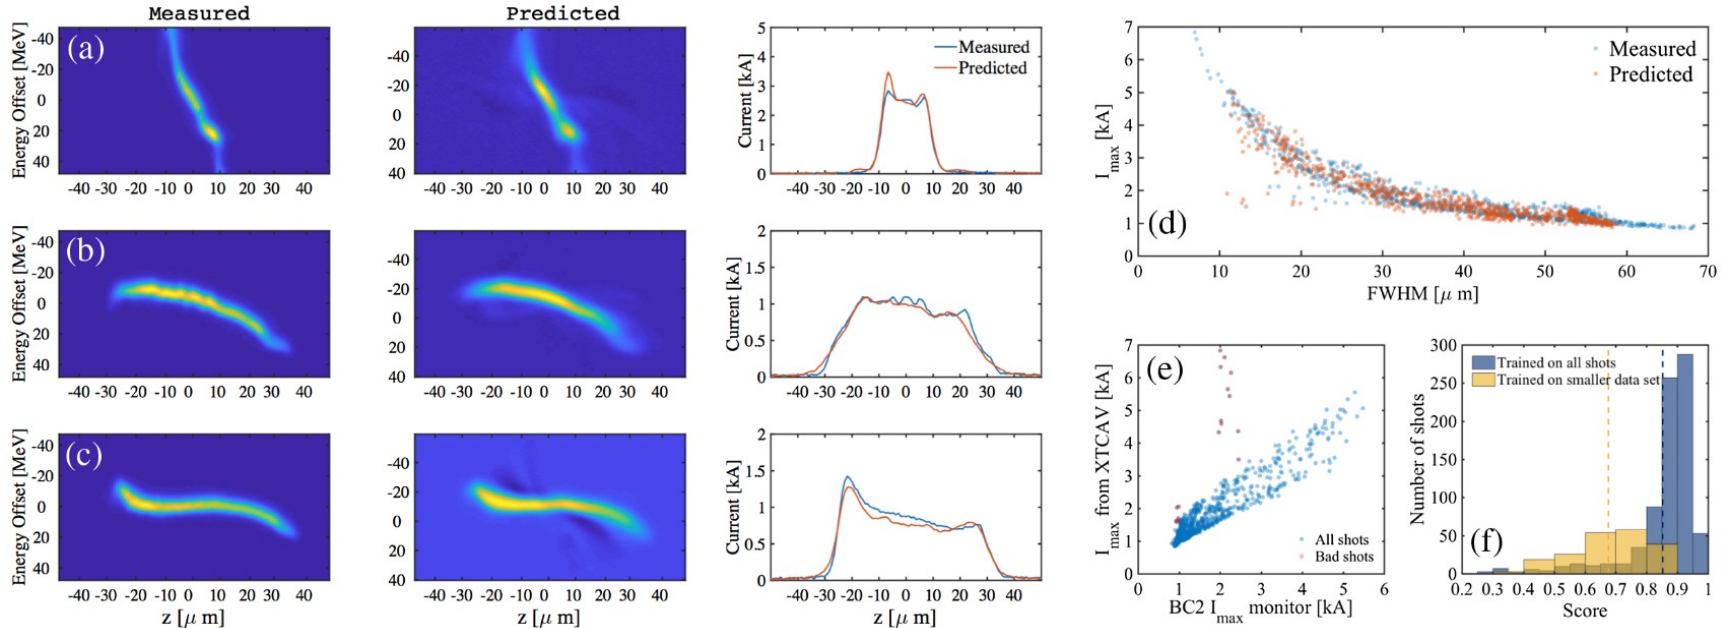 Measured
Predicted
(a)
Energy Offset [MeV]
-40
-20
0
20
40
-40 -30 -20 -10 0 10 20 30 40
-40
-20
0
20
40
-40 -30 -20 -10 0 10 20 30 40
Current [kA]
5
4
3
2
1
0
Measured
Predicted
-40 -30 -20 -10 0 10 20 30 40
(b)
Energy Offset [MeV]
-40
-20
0
20
40
-40 -30 -20 -10 0 10 20 30 40
-40
-20
0
20
40
-40 -30 -20 -10 0 10 20 30 40
Current [kA]
2
1.5
1
0.5
0
-40 -30 -20 -10 0 10 20 30 40
(c)
Energy Offset [MeV]
-40
-20
0
20
40
-40 -30 -20 -10 0 10 20 30 40
z [μ m]
-40
-20
0
20
40
-40 -30 -20 -10 0 10 20 30 40
z [μ m]
Current [kA]
2
1.5
1
0.5
0
-40 -30 -20 -10 0 10 20 30 40
z [μ m]
7
6
5
4
3
2
1
0
I_max [kA]
Measured
Predicted
(d)
0 10 20 30 40 50 60 70
FWHM [μ m]
7
6
5
4
3
2
1
0
I_max from XTCAV [kA]
(e)
All shots
Bad shots
0 1 2 3 4 5 6
BC2 I_max monitor [kA]
300
250
200
150
100
50
0
Number of shots
Trained on all shots
Trained on smaller data set
(f)
0.2 0.3 0.4 0.5 0.6 0.7 0.8 0.9 1
Score